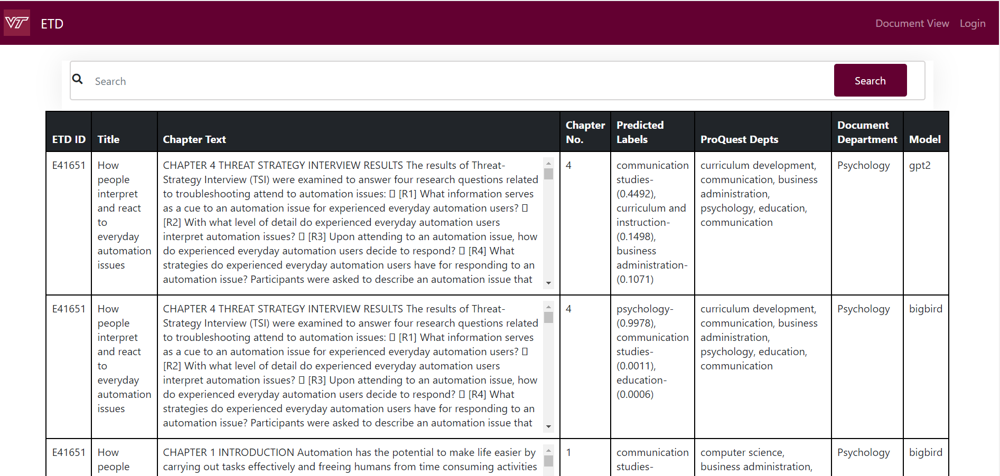 VT ETD Document View Login
Search Search
ETD ID Title Chapter Text Chapter No. Predicted Labels ProQuest Depts Document Department Model
E41651
How
people
interpret
and react
to
everyday
automation
issues
CHAPTER 4 THREAT STRATEGY INTERVIEW RESULTS The results of Threat-
Strategy Interview (TSI) were examined to answer four research questions related
to troubleshooting attend to automation issues: ▯ [R1] What information serves
as a cue to an automation issue for experienced everyday automation users? ▯
[R2] With what level of detail do experienced everyday automation users
interpret automation issues? ▯ [R3] Upon attending to an automation issue, how
do experienced everyday automation users decide to respond? ▯ [R4] What
strategies do experienced everyday automation users have for responding to an
automation issue? Participants were asked to describe an automation issue that
4
communication
studies-
(0.4492),
curriculum and
instruction-
(0.1498),
business
administration-
(0.1071)
curriculum development,
communication, business
administration,
psychology, education,
communication
Psychology
gpt2
E41651
How
people
interpret
and react
to
everyday
automation
issues
CHAPTER 4 THREAT STRATEGY INTERVIEW RESULTS The results of Threat-
Strategy Interview (TSI) were examined to answer four research questions related
to troubleshooting attend to automation issues: ▯ [R1] What information serves
as a cue to an automation issue for experienced everyday automation users? ▯
[R2] With what level of detail do experienced everyday automation users
interpret automation issues? ▯ [R3] Upon attending to an automation issue, how
do experienced everyday automation users decide to respond? ▯ [R4] What
strategies do experienced everyday automation users have for responding to an
automation issue? Participants were asked to describe an automation issue that
4
psychology-
(0.9978),
communication
studies-
(0.0011),
education-
(0.0006)
curriculum development,
communication, business
administration,
psychology, education,
communication
Psychology
bigbird
E41651
How
people
CHAPTER 1 INTRODUCTION Automation has the potential to make life easier by
carrying out tasks effectively and freeing humans from time consuming activities
1
communication
studies-
computer science,
business administration,
Psychology
bigbird